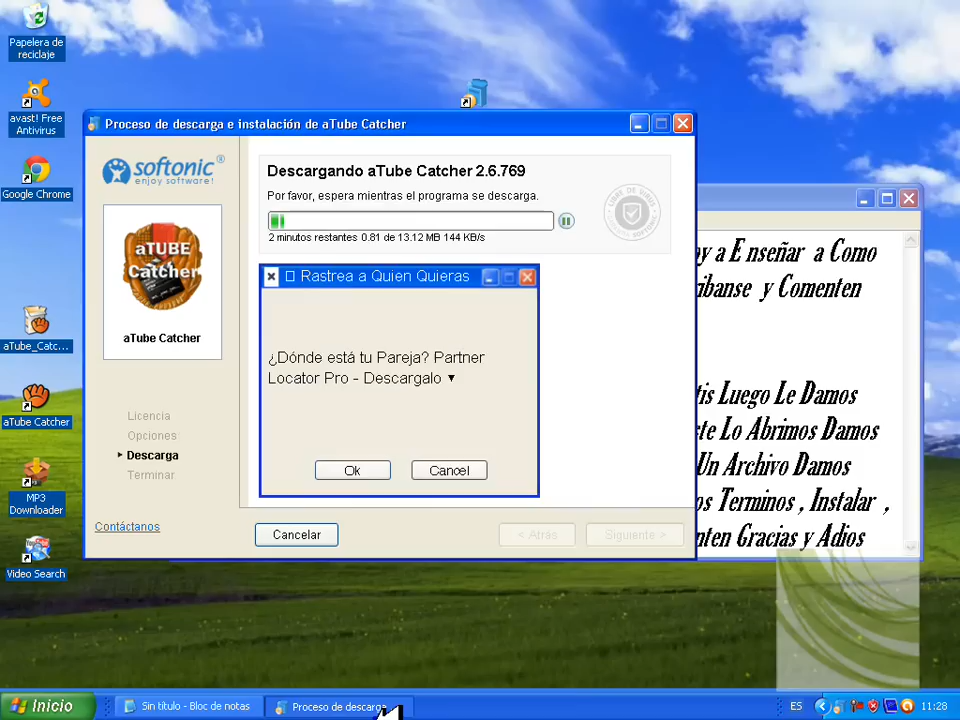 Papelera de
reciclaje
avast! Free
Antivirus
Google Chrome
aTube_Catc...
aTube Catcher
MP3
Downloader
Video Search
Proceso de descarga e instalación de aTube Catcher
softonic®
enjoy software!
aTUBE
Catcher
aTube Catcher
Licencia
Opciones
Descarga
Terminar
Contáctanos
Descargando aTube Catcher 2.6.769
Por favor, espera mientras el programa se descarga.
2 minutos restantes 0.81 de 13.12 MB 144 KB/s
Rastrea a Quien Quieras
¿Dónde está tu Pareja? Partner
Locator Pro - Descargalo ▼
Ok
Cancel
Cancelar
< Atras
Siguiente >
y a E nseñar a Como
ribanse y Comenten
tis Luego Le Damos
te Lo Abrimos Damos
Un Archivo Damos
os Terminos , Instalar ,
nten Gracias y Adios
Inicio
Sin título - Bloc de notas
Proceso de descarga
ES
11:28